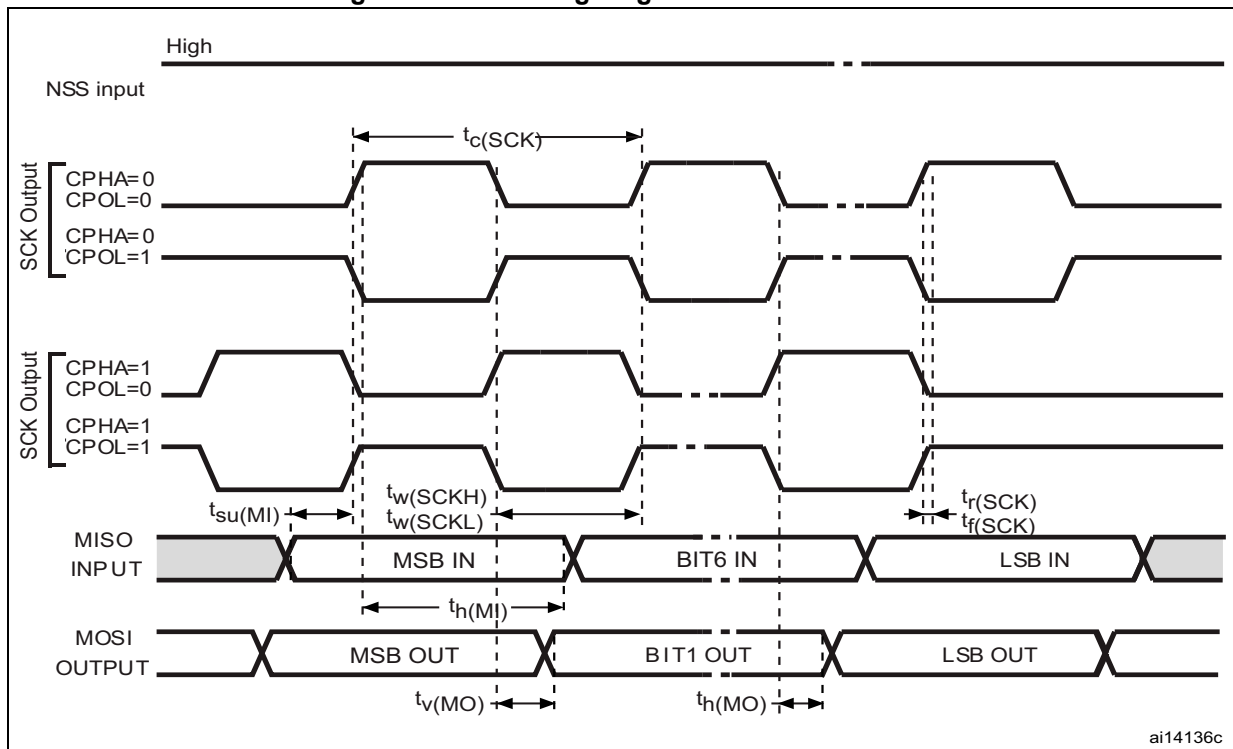 High
NSS input
tc(SCK)
SCK Output
CPHA=0
CPOL=0
CPHA=0
CPOL=1
SCK Output
CPHA=1
CPOL=0
CPHA=1
CPOL=1
tw(SCKH)
tw(SCKL)
tsu(MI)
tr(SCK)
tf(SCK)
MISO
INPUT
MSB IN
BIT6 IN
LSB IN
th(MI)
MOSI
OUTPUT
MSB OUT
BIT1 OUT
LSB OUT
tv(MO)
th(MO)
ai14136c